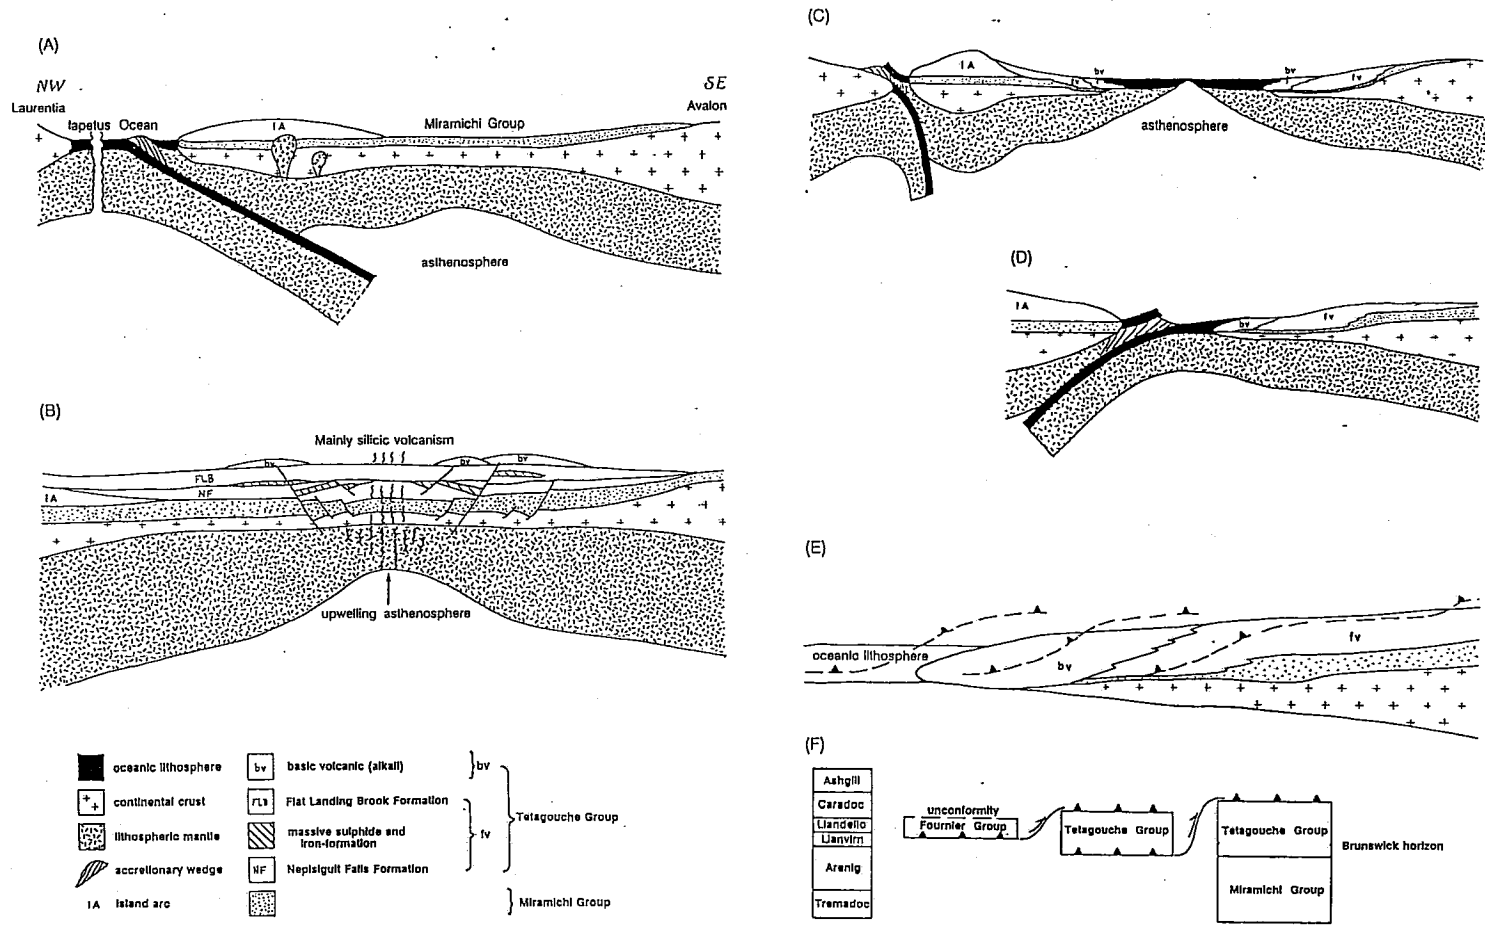 (A)
NW
SE
Laurentia
Avalon
Iapetus Ocean
IA
Miramichi Group
asthenosphere
(B)
Mainly silicic volcanism
bv
bv
bv
FLB
NF
IA
upwelling asthenosphere
oceanic lithosphere
continental crust
lithospheric mantle
accretionary wedge
IA
island arc
bv
basic volcanic (alkali)
FLB
Flat Landing Brook Formation
massive sulphide and
iron-formation
NF
Nepisiguit Falls Formation
bv
fv
Tetagouche Group
Miramichi Group
(C)
IA
fv
bv
bv
fv
asthenosphere
(D)
IA
bv
fv
(E)
oceanic lithosphere
bv
fv
(F)
Ashgill
Caradoc
Llandeilo
Llanvirn
Arenig
Tremadoc
unconformity
Fournier Group
Tetagouche Group
Tetagouche Group
Brunswick horizon
Miramichi Group